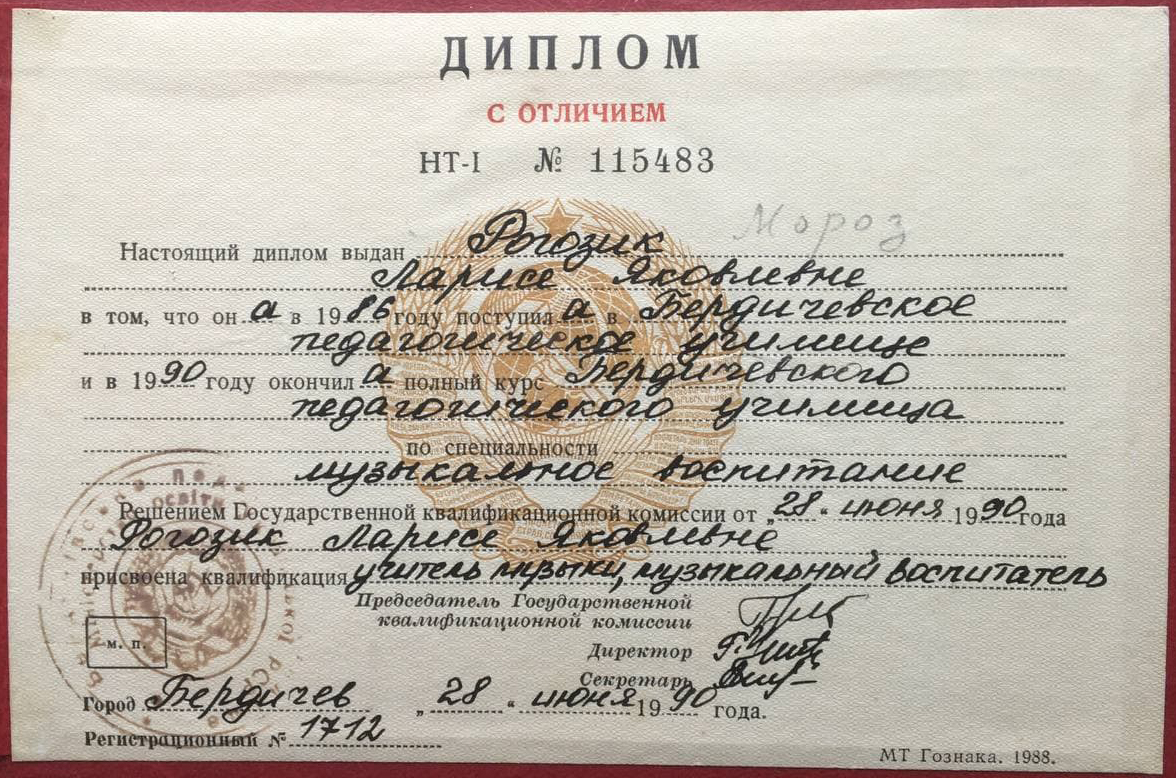 ДИПЛОМ
С ОТЛИЧИЕМ
НТ-I № 115483
Мороз
Настоящий диплом выдан Рогозик
Ларисе Яковлевне
в том, что он а в 1986 году поступил а в Бердичевское
педагогическое училище
и в 1990 году окончил а полный курс Бердичевского
педагогического училища
по специальности
музыкальное воспитание
Решением Государственной квалификационной комиссии от „28“ июня 1990 года
Рогозик Ларисе Яковлевне
присвоена квалификация учитель музыки, музыкальный воспитатель
Председатель Государственной
квалификационной комиссии
Директор
Секретарь
м. п.
Город Бердичев „28“ июня 1990 года.
Регистрационный № 1712
МТ Гознака. 1988.